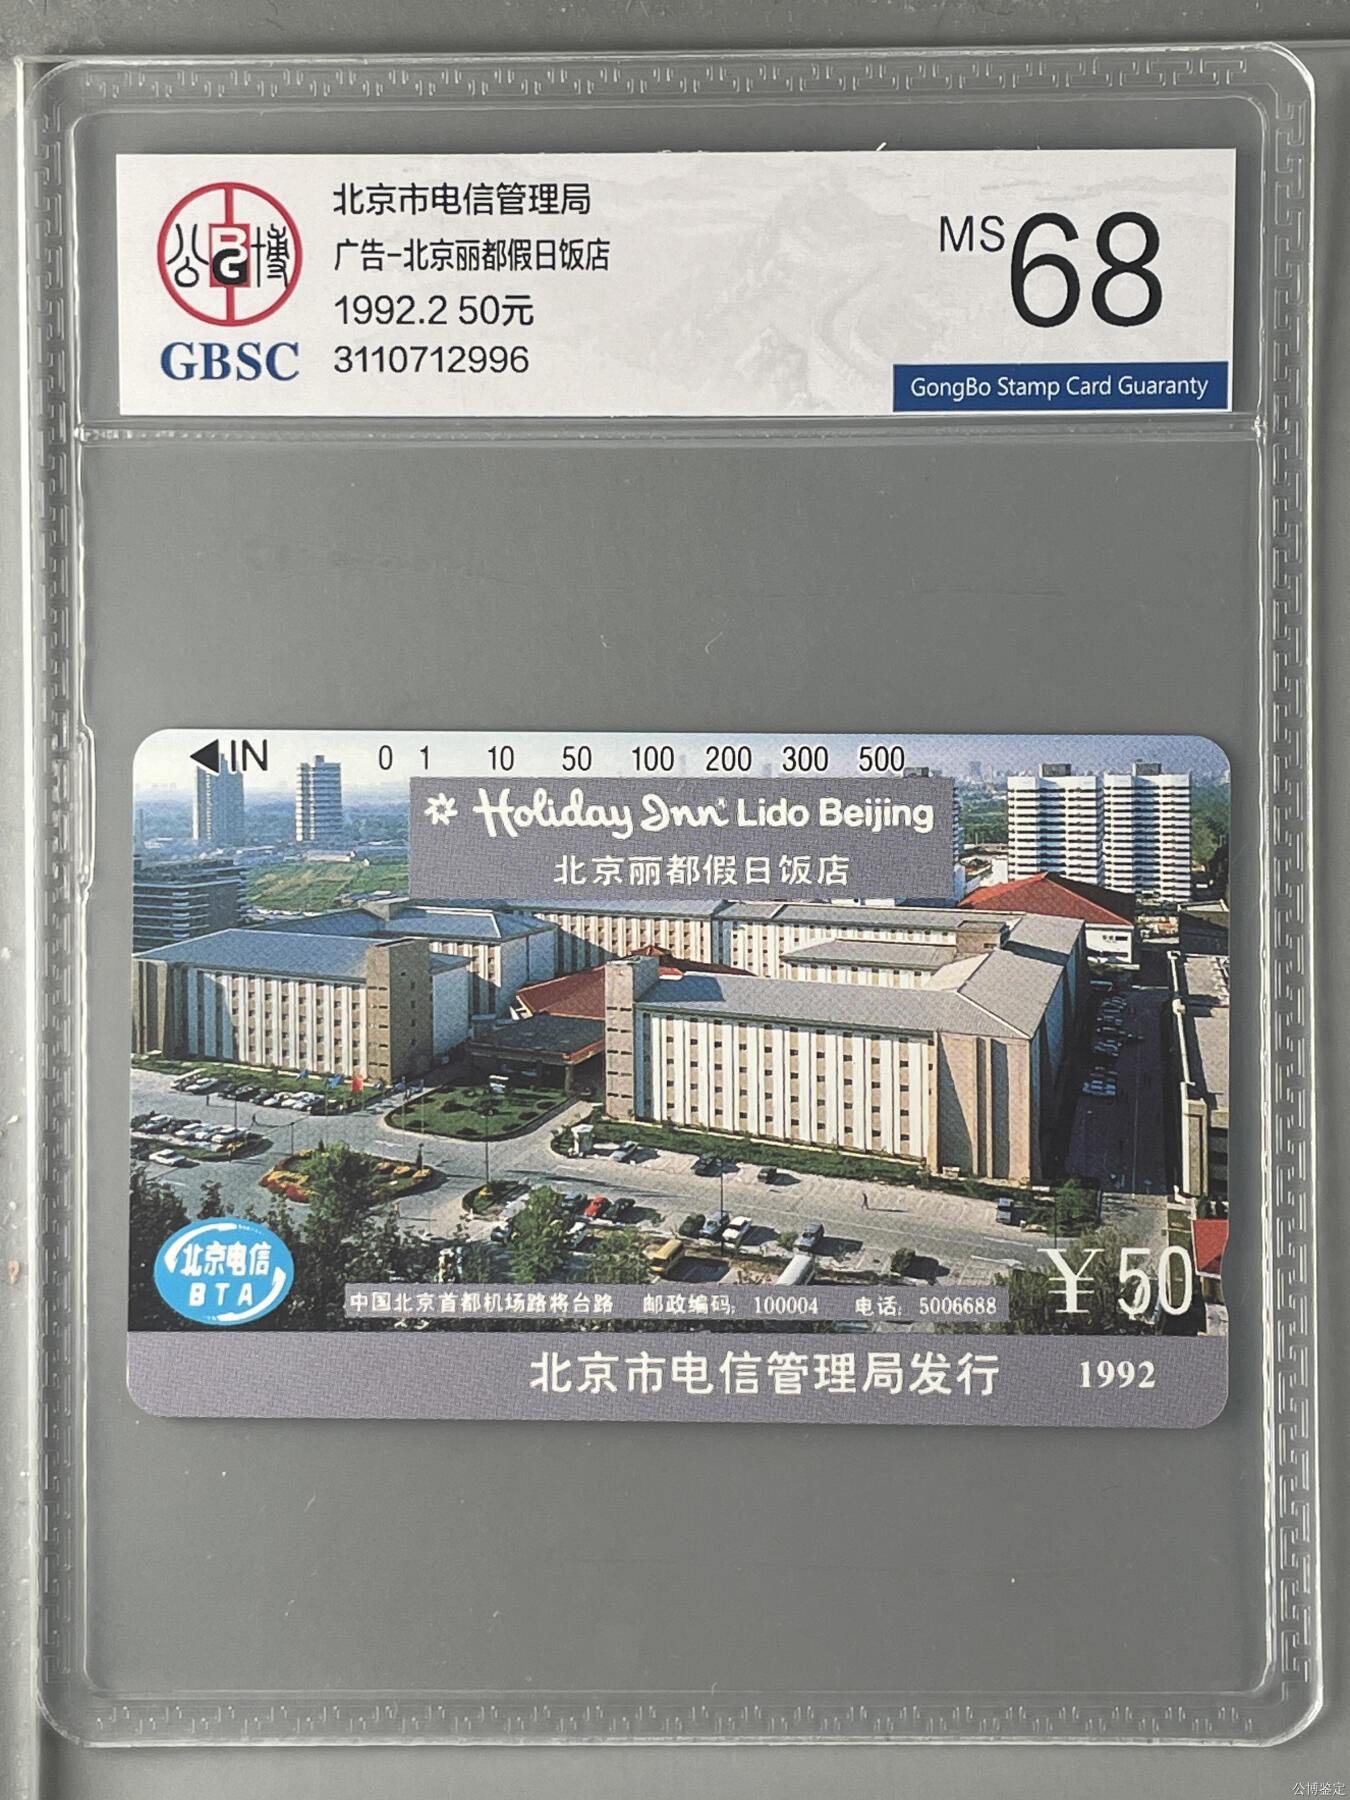 公博
BG
GBSC
北京市电信管理局
广告-北京丽都假日饭店
1992.2 50元
3110712996
MS 68
GongBo Stamp Card Guaranty
◀IN 0 1 10 50 100 200 300 500
Holiday Inn® Lido Beijing
北京丽都假日饭店
北京电信
BTA
中国北京首都机场路将台路 邮政编码：100004 电话：5006688
￥50
北京市电信管理局发行 1992
公博鉴定